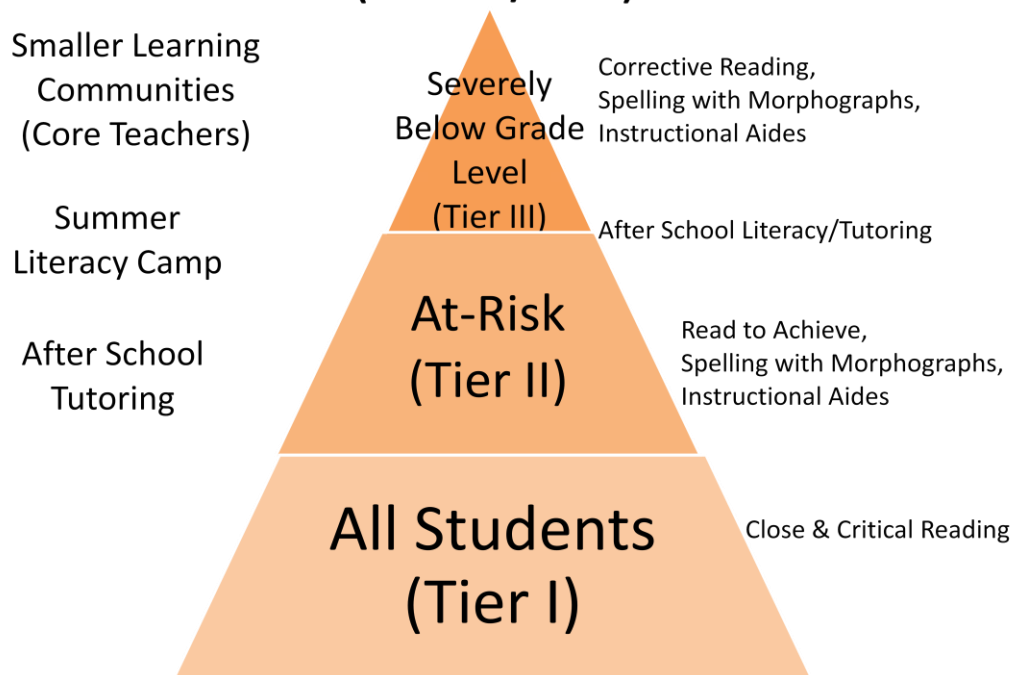 Smaller Learning
Communities
(Core Teachers)
Summer
Literacy Camp
After School
Tutoring
Severely
Below Grade
Level
(Tier III)
At-Risk
(Tier II)
All Students
(Tier I)
Corrective Reading,
Spelling with Morphographs,
Instructional Aides
After School Literacy/Tutoring
Read to Achieve,
Spelling with Morphographs,
Instructional Aides
Close & Critical Reading